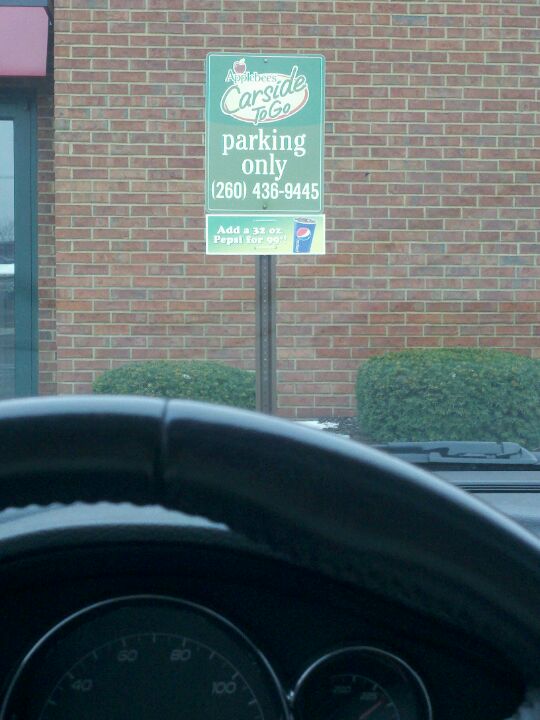 Applebee's
Carside
To Go
parking
only
(260) 436-9445
Add a 32 oz
Pepsi for 99¢!
40
60
80
100